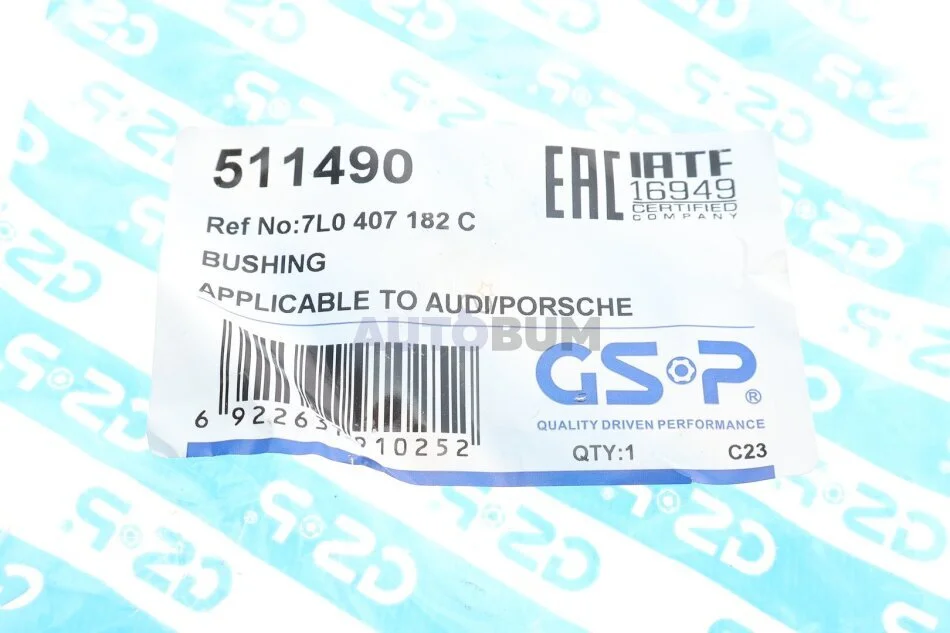 511490
EAC
IATF
16949
CERTIFIED
COMPANY
Ref No:7L0 407 182 C
BUSHING
APPLICABLE TO AUDI/PORSCHE
AUTOBUM
GSP®
QUALITY DRIVEN PERFORMANCE
QTY:1 C23